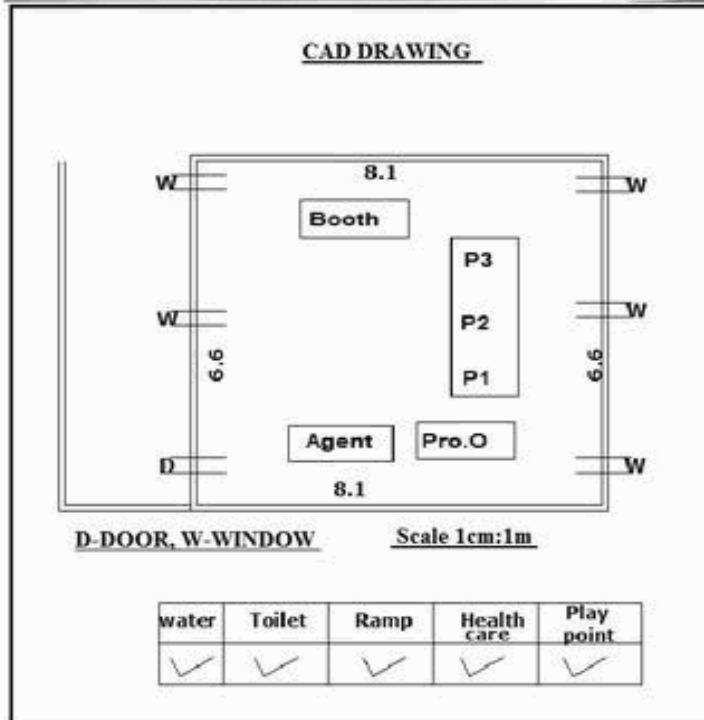 CAD DRAWING
8.1
W
W
Booth
P3
W
W
P2
6.6
6.6
P1
Agent
Pro.O
D
W
8.1
D-DOOR, W-WINDOW
Scale 1cm:1m
water Toilet Ramp Health care Play point